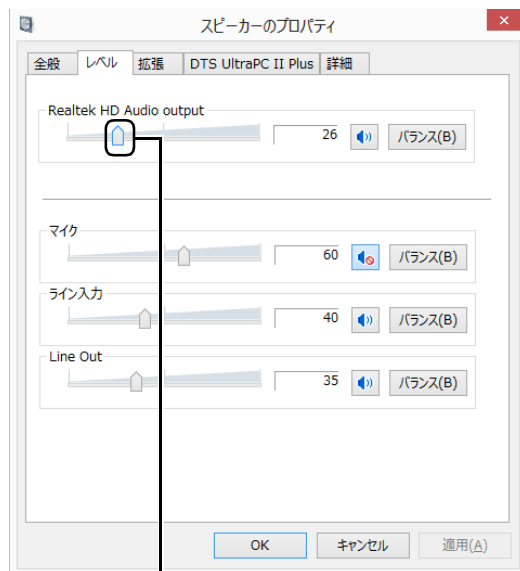 スピーカーのプロパティ
全般 レベル 拡張 DTS UltraPC II Plus 詳細
Realtek HD Audio output
26 バランス(B)
マイク
60 バランス(B)
ライン入力
40 バランス(B)
Line Out
35 バランス(B)
OK キャンセル 適用(A)